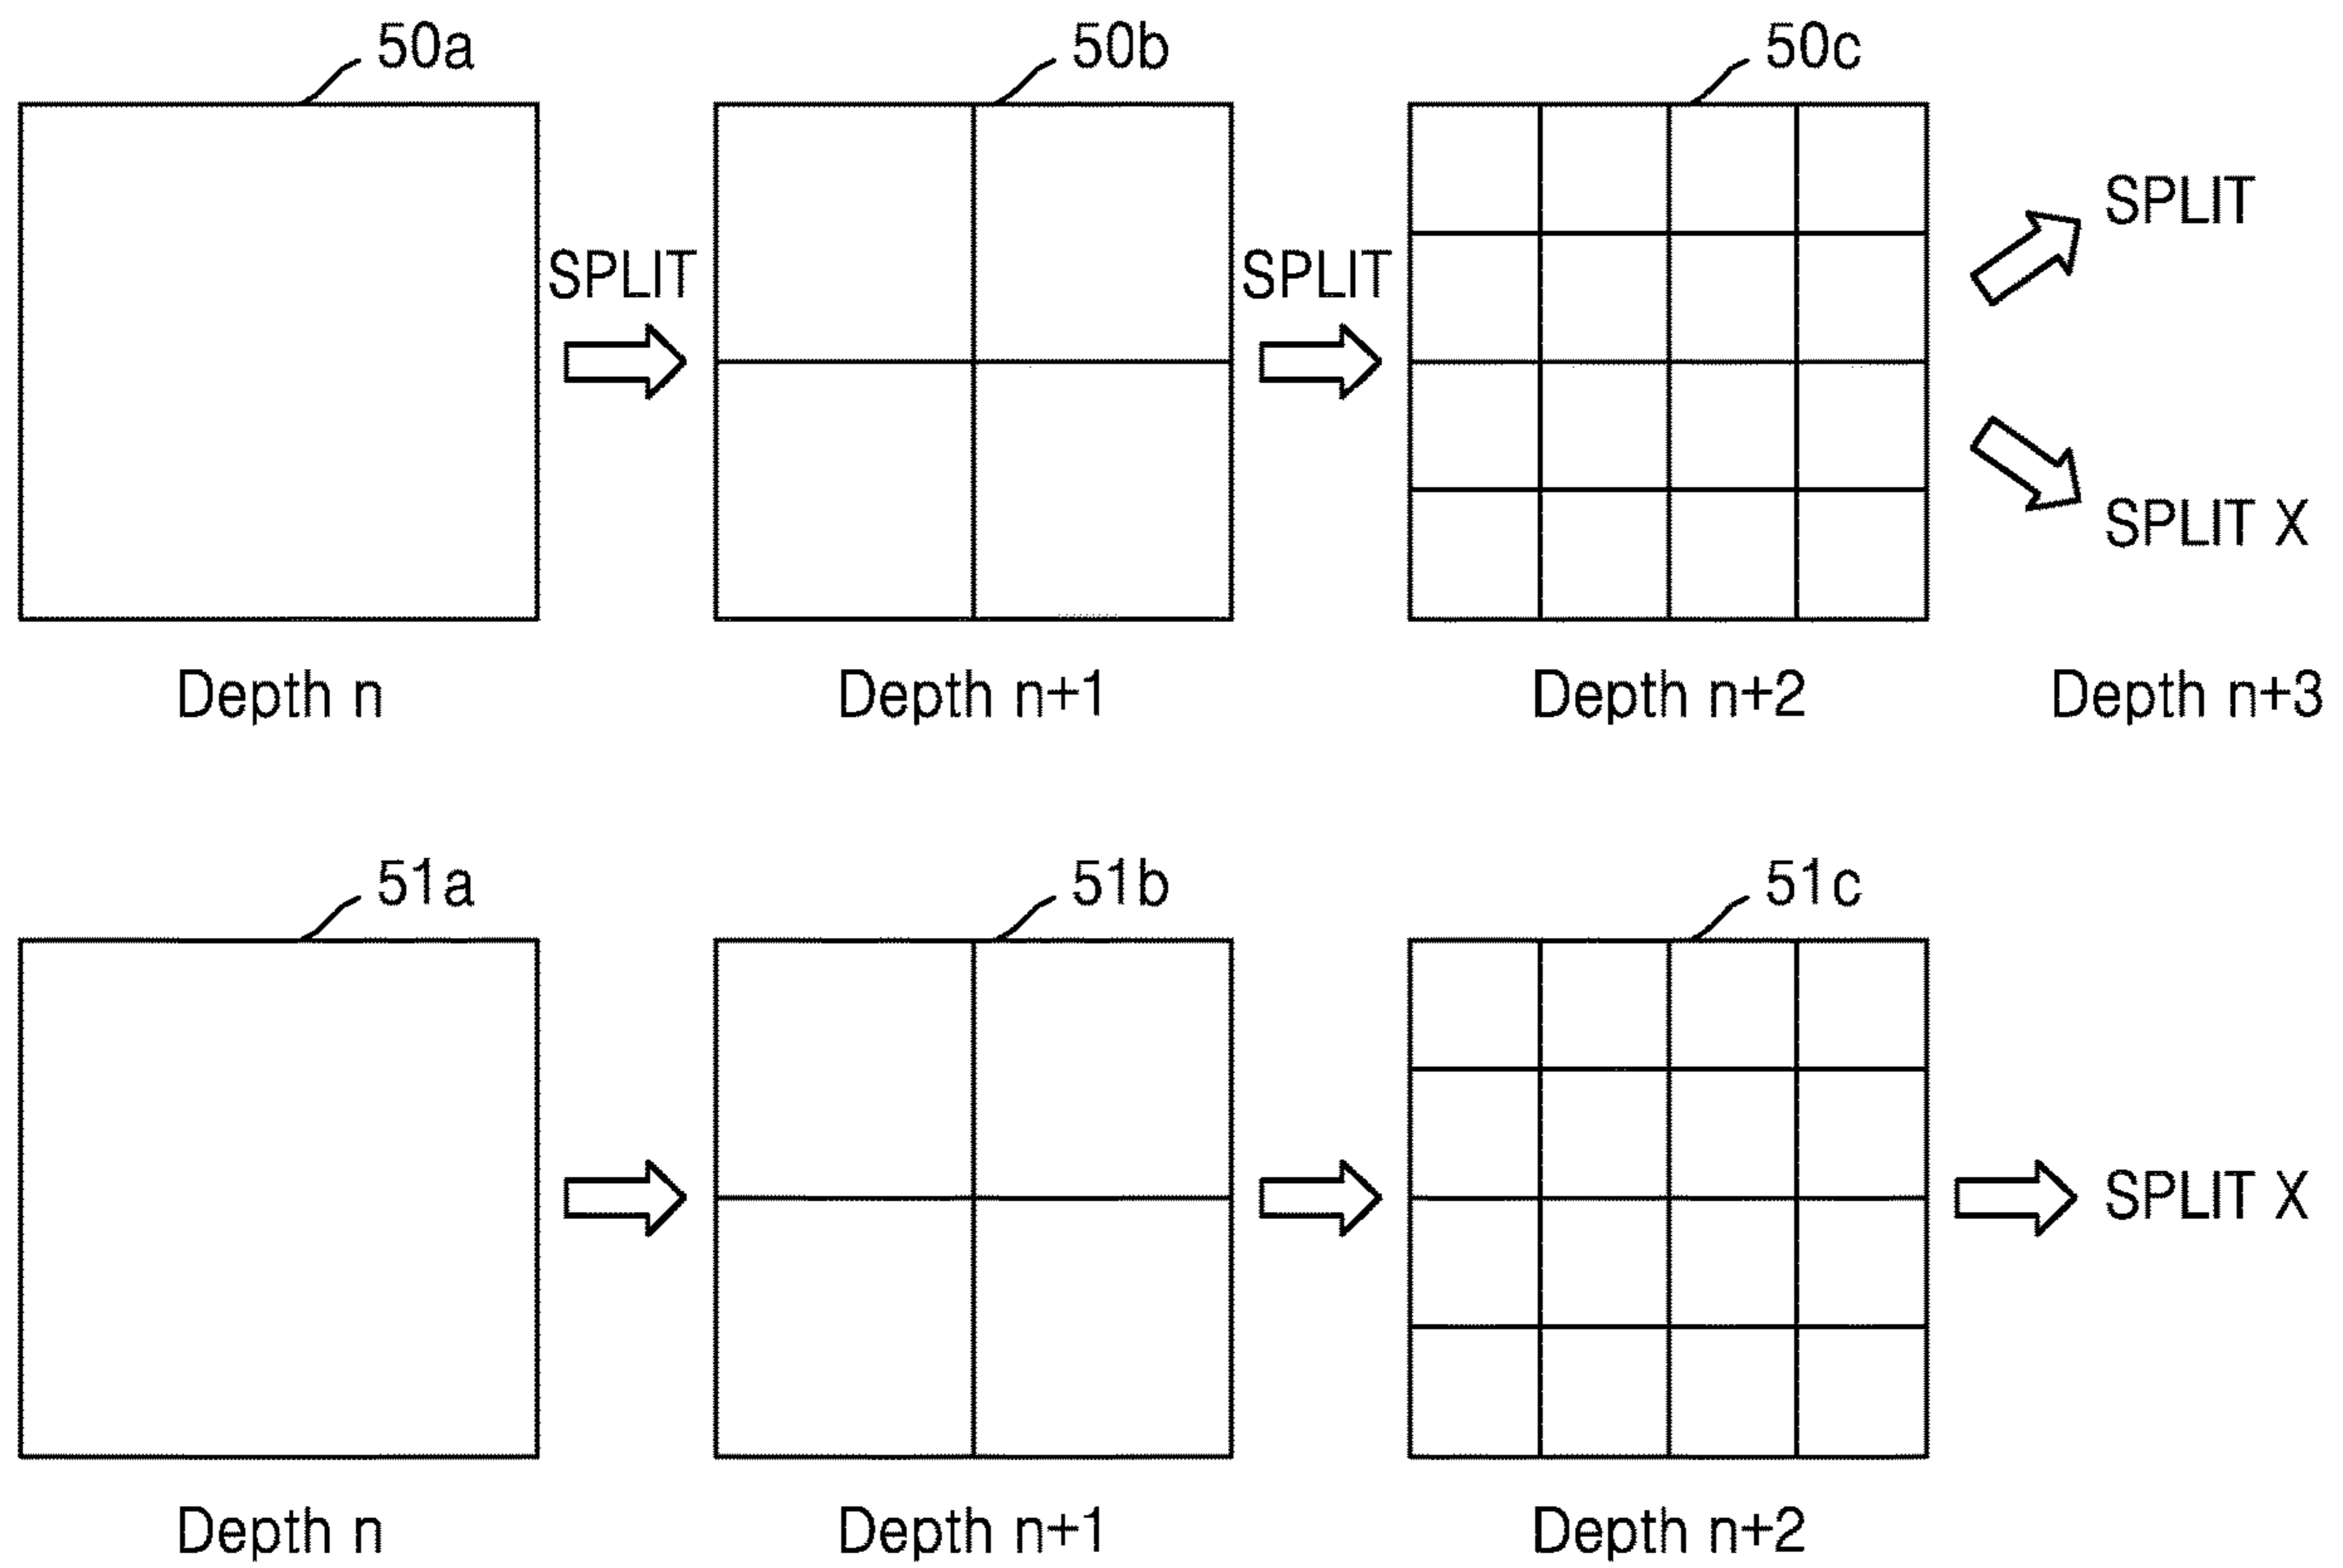 50a
50b
50c
SPLIT
SPLIT
SPLIT
SPLIT X
Depth n
Depth n+1
Depth n+2
Depth n+3
51a
51b
51c
SPLIT X
Depth n
Depth n+1
Depth n+2